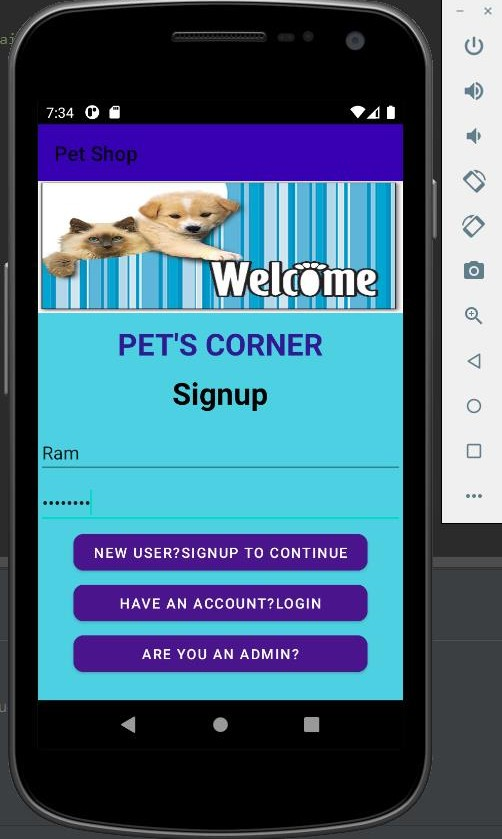 7:34
Pet Shop
Welcome
PET'S CORNER
Signup
Ram
••••••••
NEW USER?SIGNUP TO CONTINUE
HAVE AN ACCOUNT?LOGIN
ARE YOU AN ADMIN?